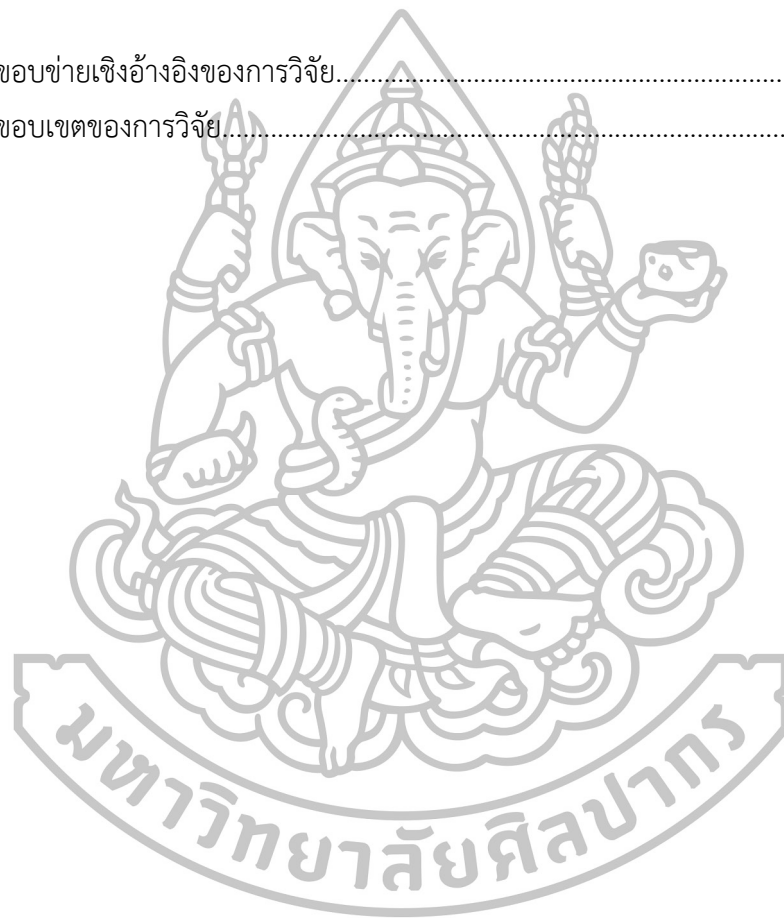 ขอบข่ายเชิงอ้างอิงของการวิจัย................................................................................
ขอบเขตของการวิจัย....................................................................................................
มหาวิทยาลัยศิลปากร